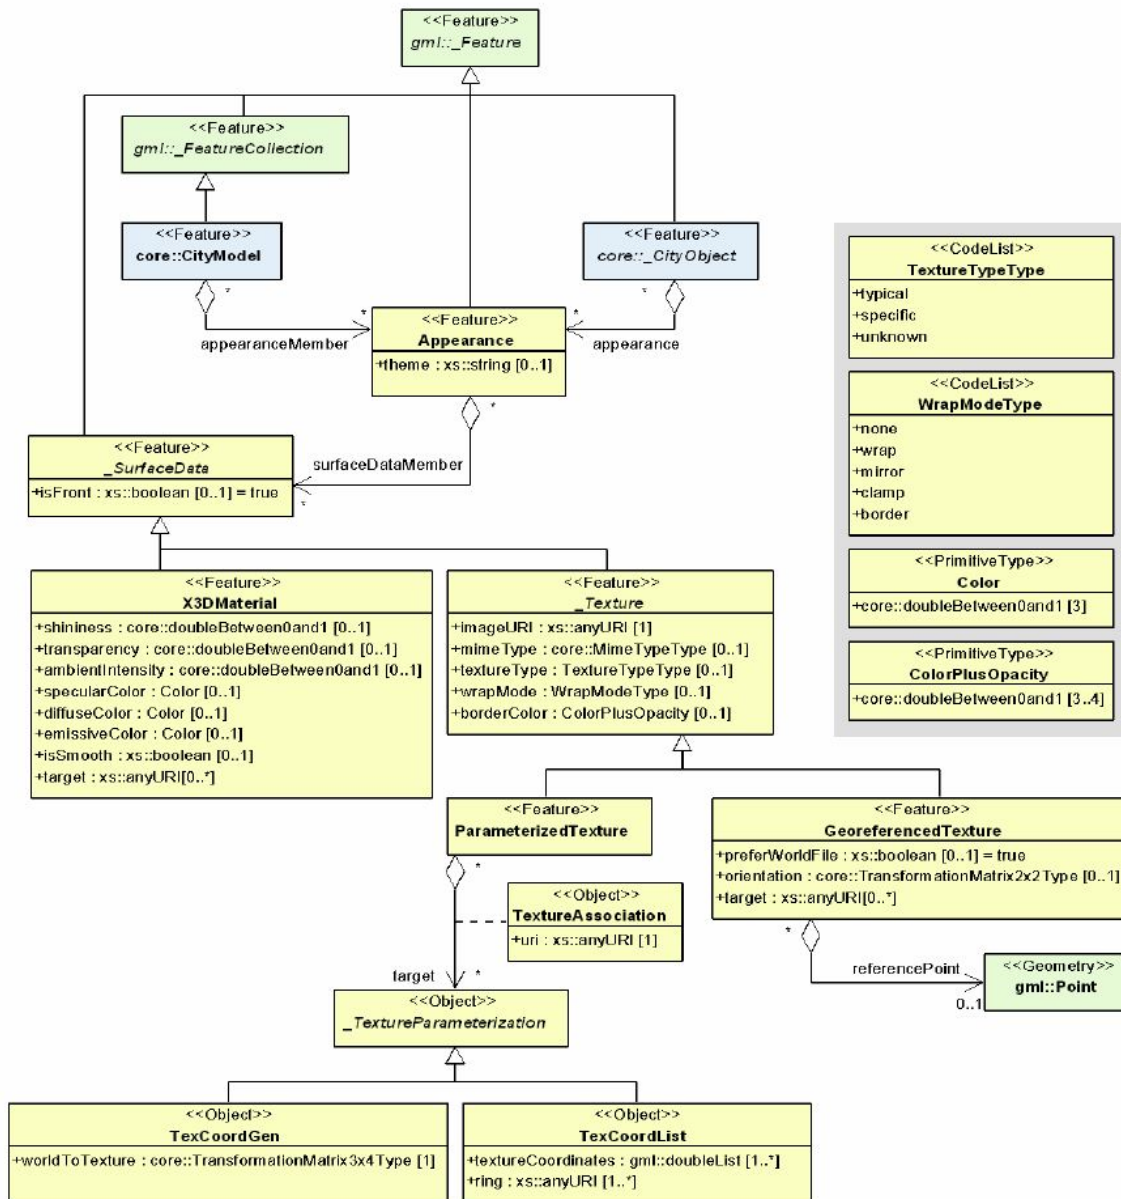 <<Feature>>
gml::_Feature
<<Feature>>
gml::_FeatureCollection
<<Feature>>
core::CityModel
*
<<Feature>>
core::_CityObject
*
appearanceMember
*
<<Feature>>
Appearance
+theme : xs::string [0..1]
*
appearance
*
surfaceDataMember
*
<<Feature>>
_SurfaceData
+isFront : xs::boolean [0..1] = true
<<CodeList>>
TextureTypeType
+typical
+specific
+unknown
<<CodeList>>
WrapModeType
+none
+wrap
+mirror
+clamp
+border
<<PrimitiveType>>
Color
+core::doubleBetween0and1 [3]
<<PrimitiveType>>
ColorPlusOpacity
+core::doubleBetween0and1 [3..4]
<<Feature>>
X3DMaterial
+shininess : core::doubleBetween0and1 [0..1]
+transparency : core::doubleBetween0and1 [0..1]
+ambientIntensity : core::doubleBetween0and1 [0..1]
+specularColor : Color [0..1]
+diffuseColor : Color [0..1]
+emissiveColor : Color [0..1]
+isSmooth : xs::boolean [0..1]
+target : xs::anyURI[0..*]
<<Feature>>
_Texture
+imageURI : xs::anyURI [1]
+mimeType : core::MimeTypeType [0..1]
+textureType : TextureTypeType [0..1]
+wrapMode : WrapModeType [0..1]
+borderColor : ColorPlusOpacity [0..1]
<<Feature>>
ParameterizedTexture
*
<<Feature>>
GeoreferencedTexture
+preferWorldFile : xs::boolean [0..1] = true
+orientation : core::TransformationMatrix2x2Type [0..1]
+target : xs::anyURI[0..*]
*
<<Object>>
TextureAssociation
+uri : xs::anyURI [1]
referencePoint
0..1
<<Geometry>>
gml::Point
target
*
<<Object>>
_TextureParameterization
<<Object>>
TexCoordGen
+worldToTexture : core::TransformationMatrix3x4Type [1]
<<Object>>
TexCoordList
+textureCoordinates : gml::doubleList [1..*]
+ring : xs::anyURI [1..*]